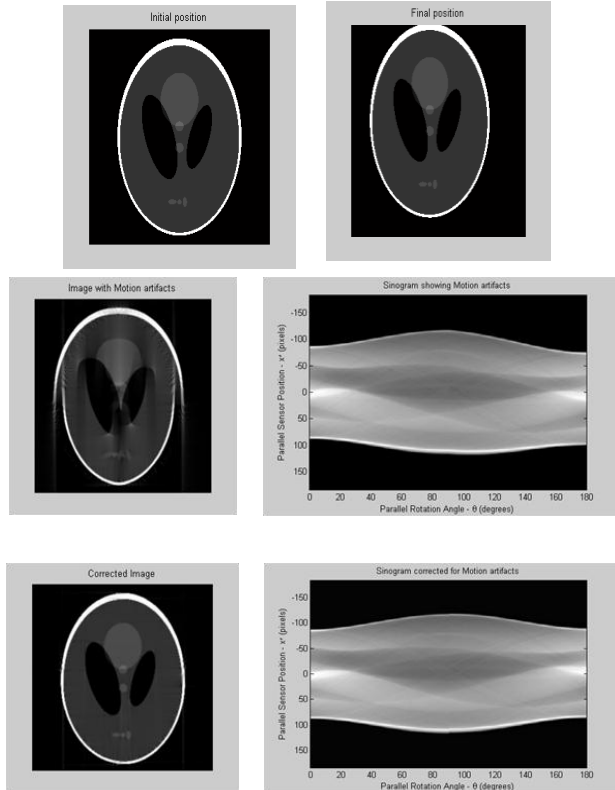 Initial position
Final position
Image with Motion artifacts
Sinogram showing Motion artifacts
Parallel Sensor Position - x' (pixels)
-150
-100
-50
0
50
100
150
0 20 40 60 80 100 120 140 160 180
Parallel Rotation Angle - θ (degrees)
Corrected Image
Sinogram corrected for Motion artifacts
Parallel Sensor Position - x' (pixels)
-150
-100
-50
0
50
100
150
0 20 40 60 80 100 120 140 160 180
Parallel Rotation Angle - θ (degrees)